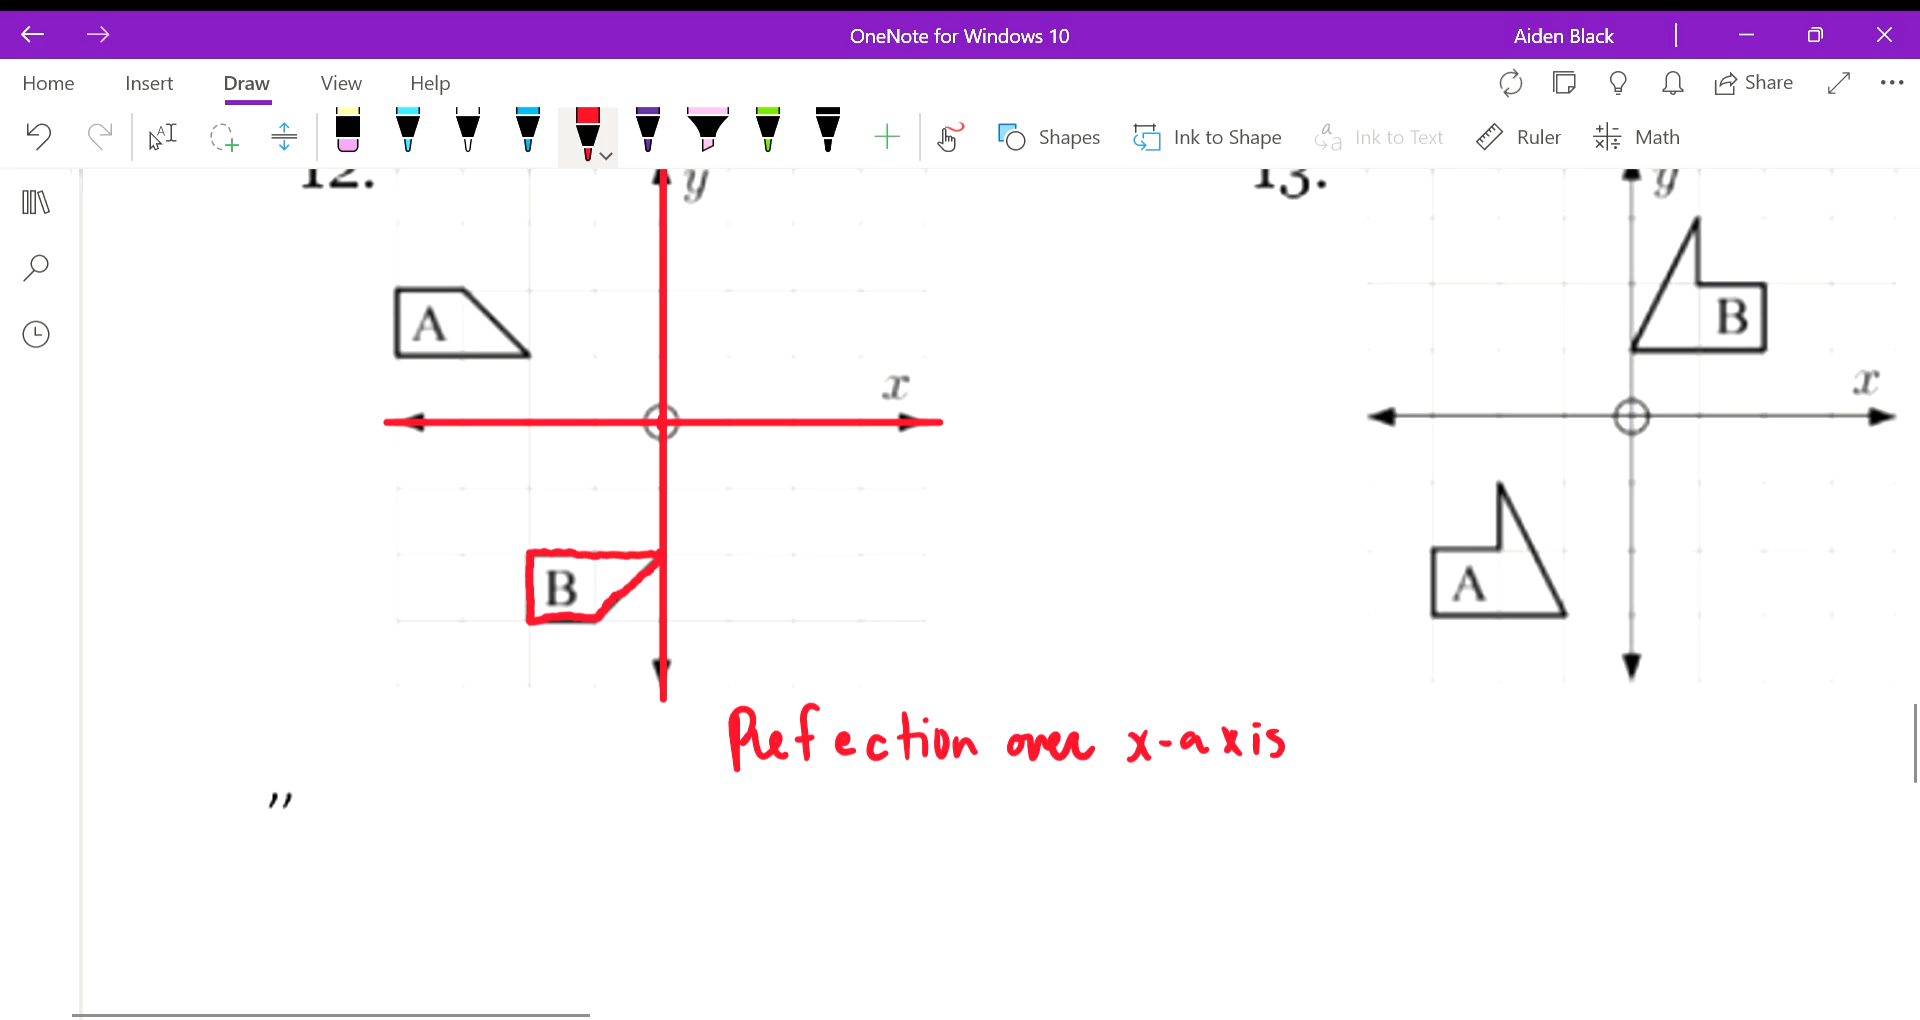 OneNote for Windows 10
Aiden Black
Home Insert Draw View Help
Share
Shapes
Ink to Shape
Ink to Text
Ruler
Math
12.
y
A
x
B
13.
y
B
x
A
Refection over x-axis
,,